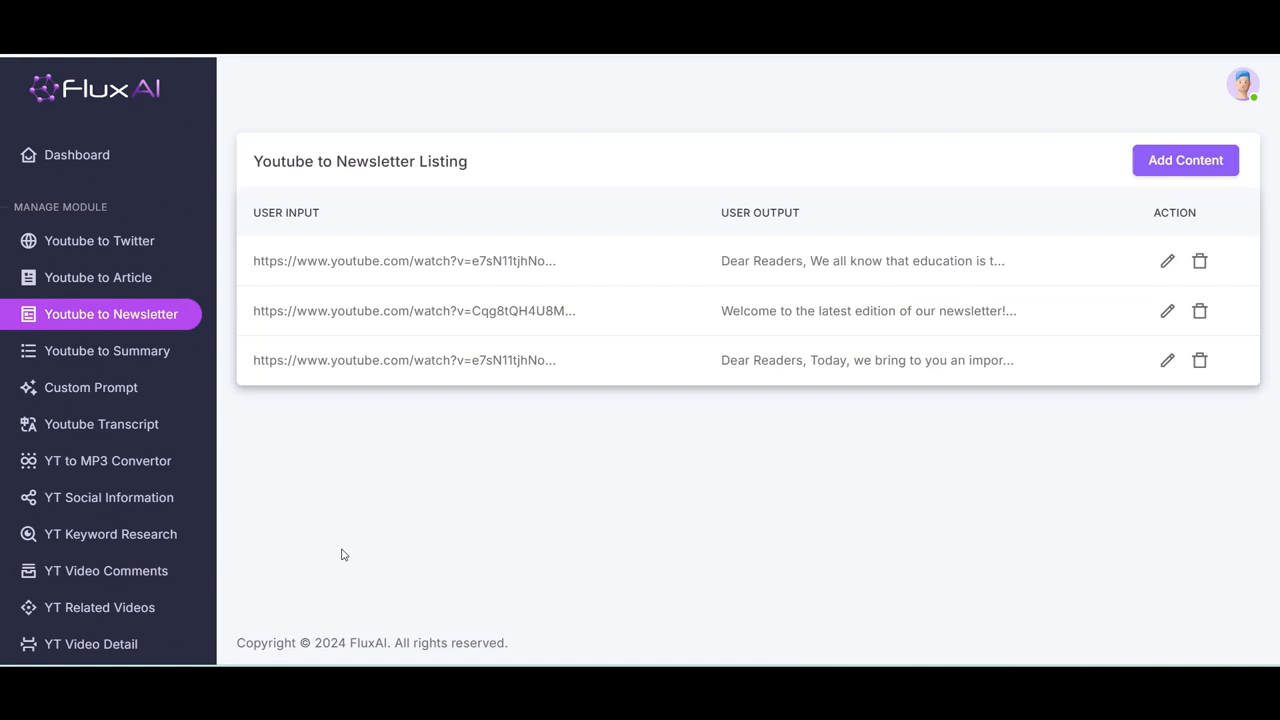 FluxAI
Dashboard
MANAGE MODULE
Youtube to Twitter
Youtube to Article
Youtube to Newsletter
Youtube to Summary
Custom Prompt
Youtube Transcript
YT to MP3 Convertor
YT Social Information
YT Keyword Research
YT Video Comments
YT Related Videos
YT Video Detail
Youtube to Newsletter Listing
Add Content
USER INPUT USER OUTPUT ACTION
https://www.youtube.com/watch?v=e7sN11tjhNo... Dear Readers, We all know that education is t...
https://www.youtube.com/watch?v=Cqg8tQH4U8M... Welcome to the latest edition of our newsletter!...
https://www.youtube.com/watch?v=e7sN11tjhNo... Dear Readers, Today, we bring to you an impor...
Copyright © 2024 FluxAI. All rights reserved.